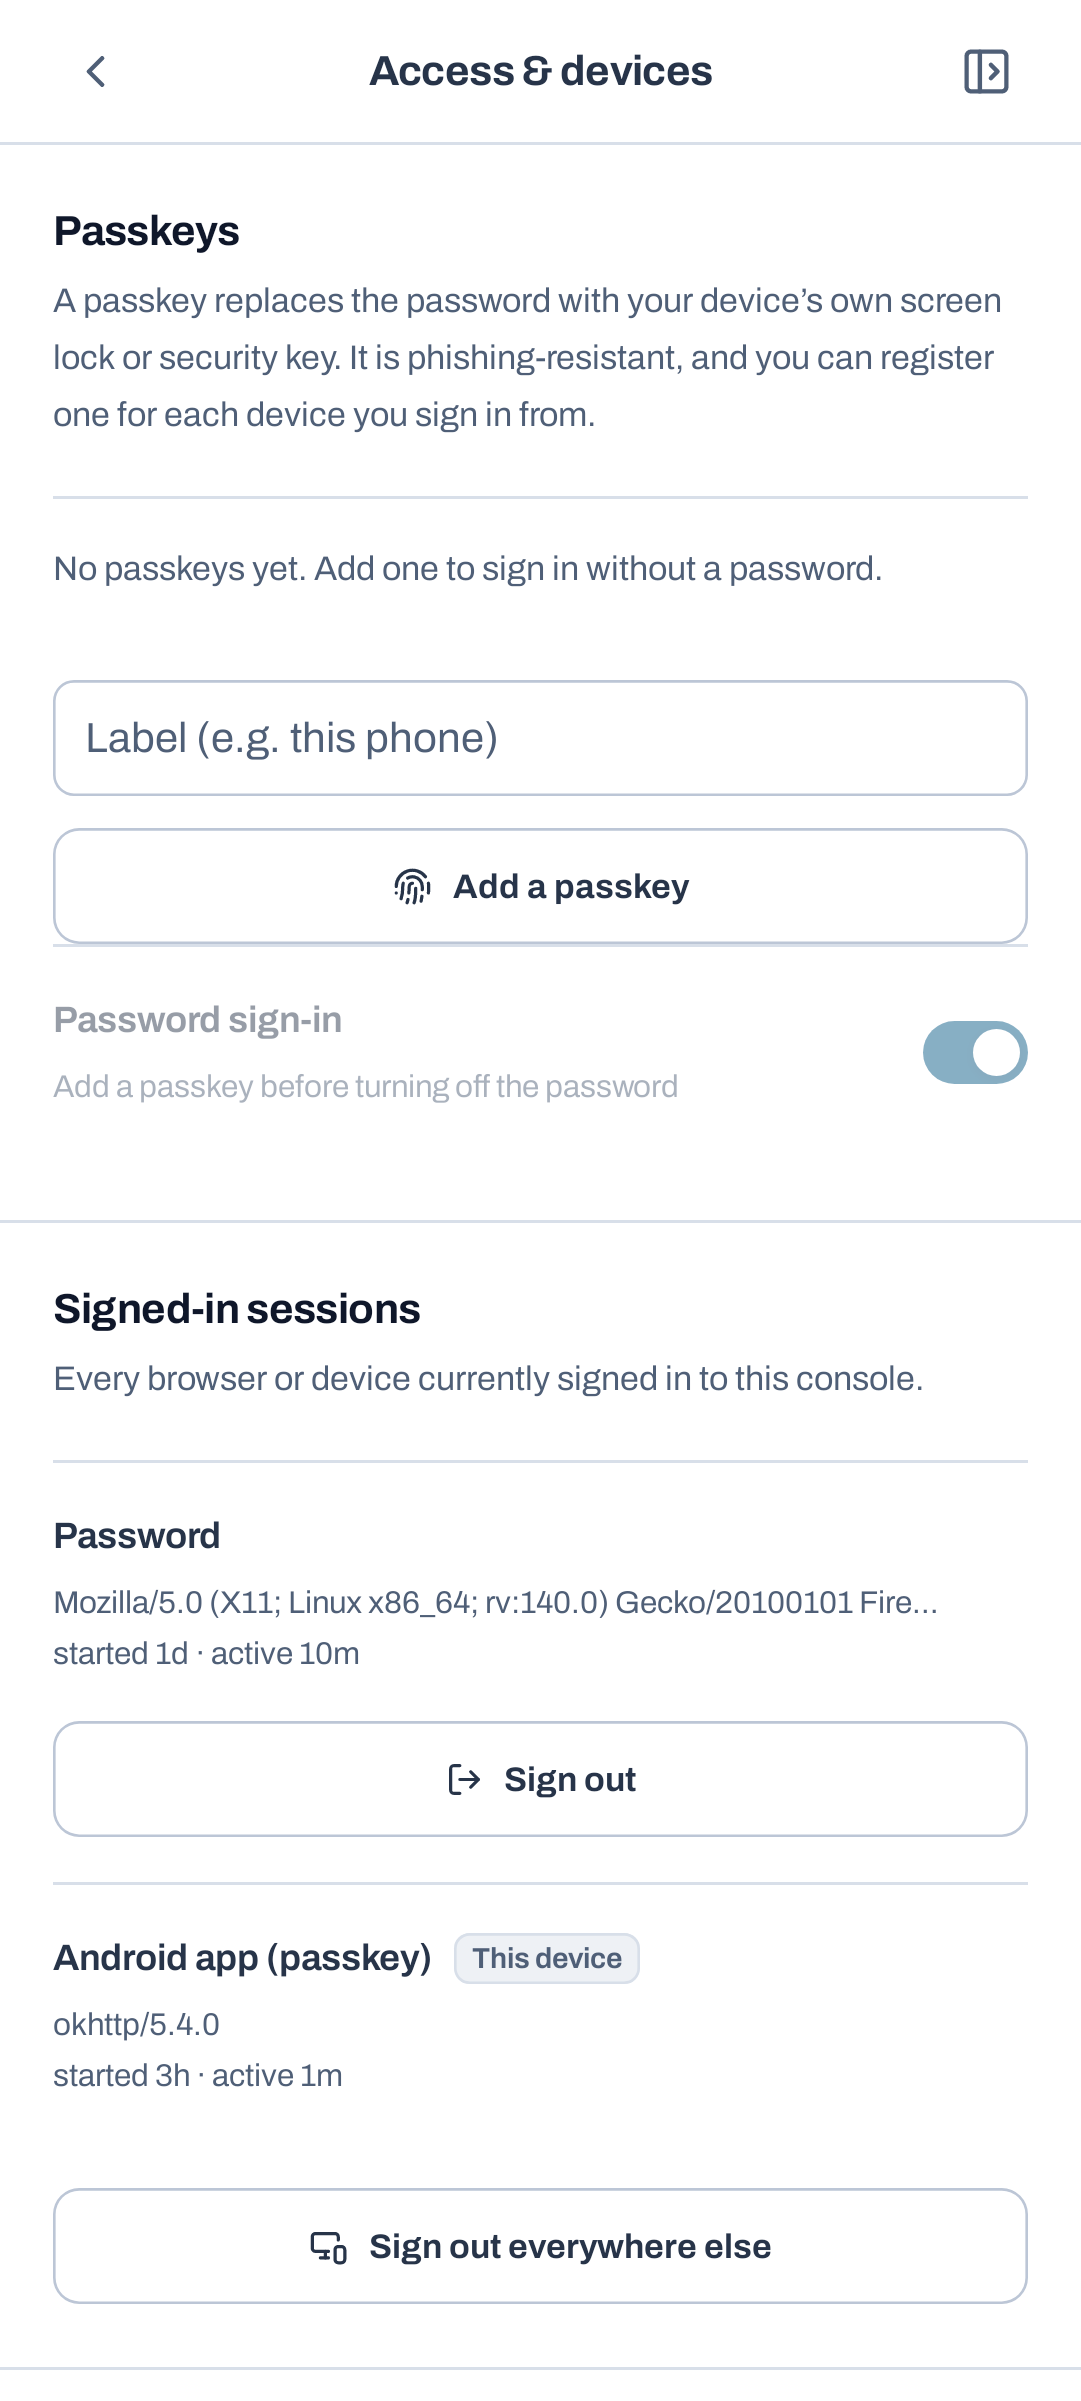 Access & devices
Passkeys
A passkey replaces the password with your device’s own screen
lock or security key. It is phishing-resistant, and you can register
one for each device you sign in from.
No passkeys yet. Add one to sign in without a password.
Label (e.g. this phone)
Add a passkey
Password sign-in
Add a passkey before turning off the password
Signed-in sessions
Every browser or device currently signed in to this console.
Password
Mozilla/5.0 (X11; Linux x86_64; rv:140.0) Gecko/20100101 Fire…
started 1d · active 10m
Sign out
Android app (passkey) This device
okhttp/5.4.0
started 3h · active 1m
Sign out everywhere else